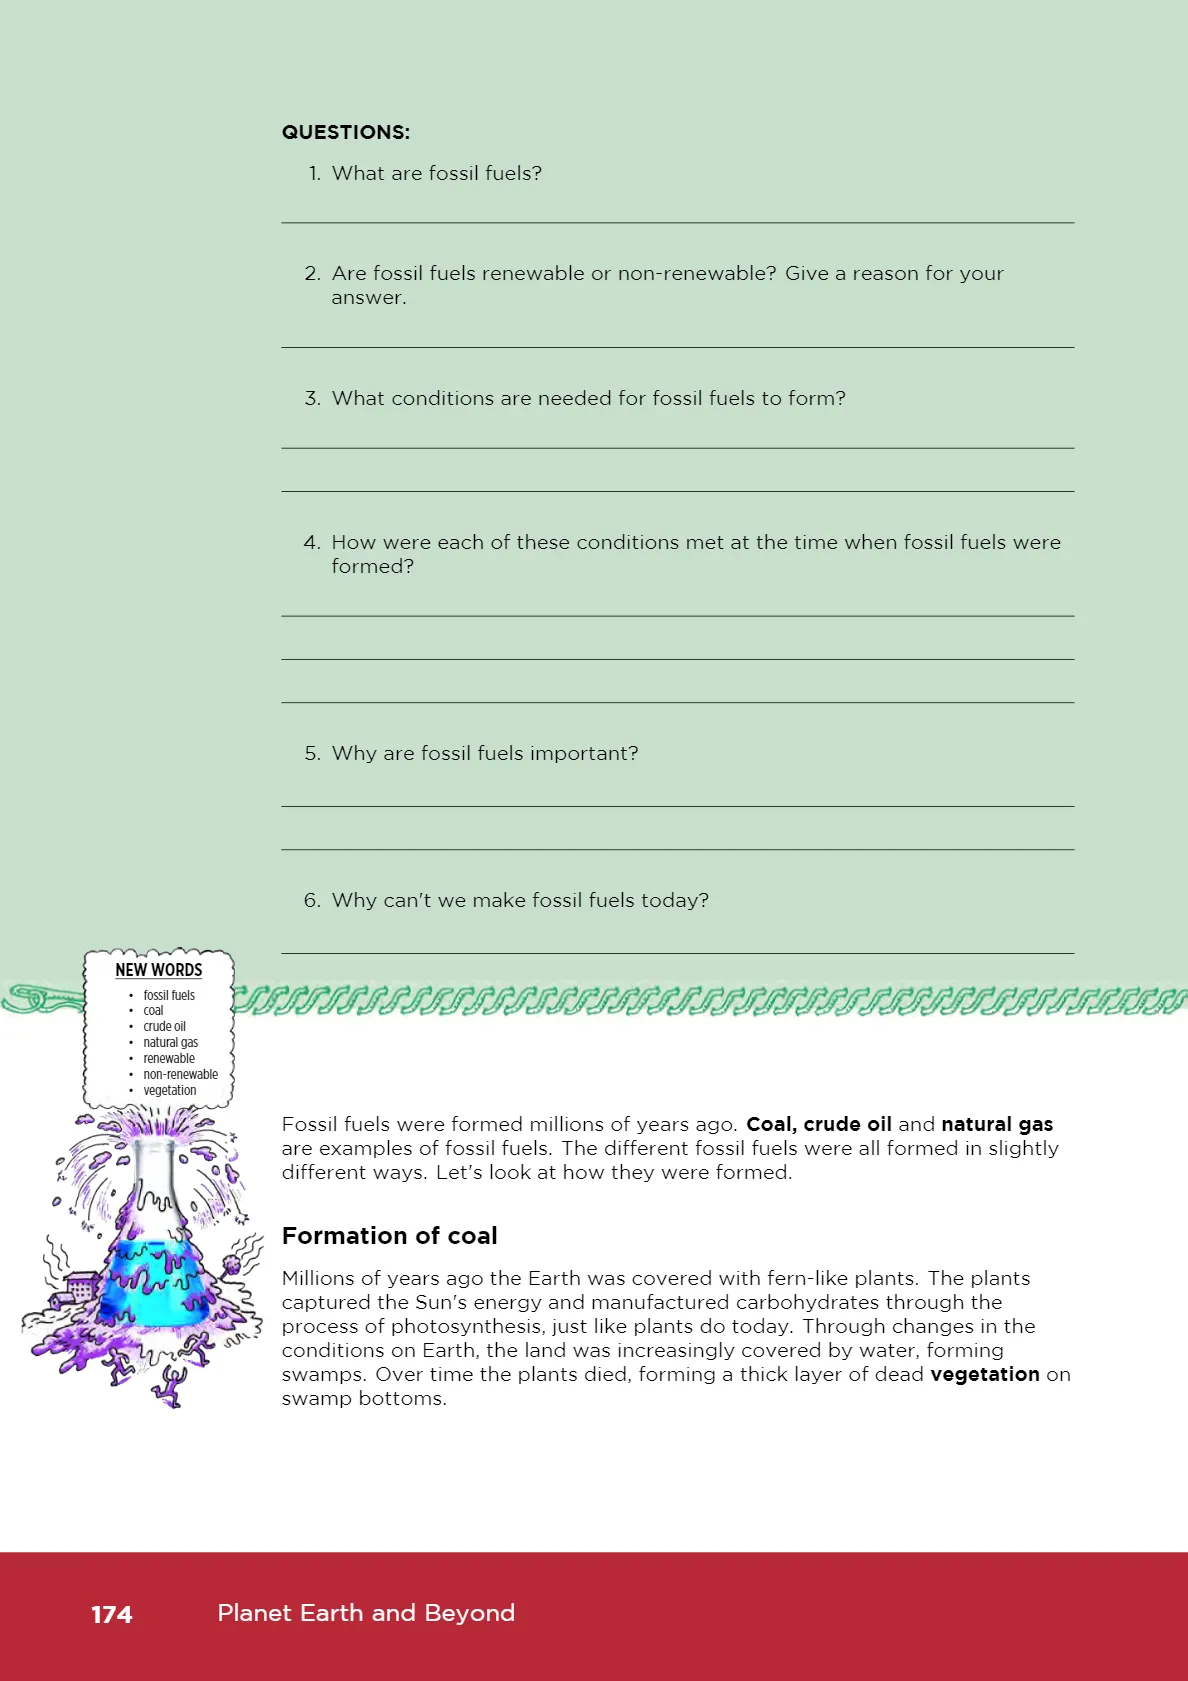 QUESTIONS:
1. What are fossil fuels?
2. Are fossil fuels renewable or non-renewable? Give a reason for your
answer.
3. What conditions are needed for fossil fuels to form?
4. How were each of these conditions met at the time when fossil fuels were
formed?
5. Why are fossil fuels important?
6. Why can't we make fossil fuels today?
NEW WORDS
• fossil fuels
• coal
• crude oil
• natural gas
• renewable
• non-renewable
• vegetation
Fossil fuels were formed millions of years ago. Coal, crude oil and natural gas
are examples of fossil fuels. The different fossil fuels were all formed in slightly
different ways. Let's look at how they were formed.
Formation of coal
Millions of years ago the Earth was covered with fern-like plants. The plants
captured the Sun's energy and manufactured carbohydrates through the
process of photosynthesis, just like plants do today. Through changes in the
conditions on Earth, the land was increasingly covered by water, forming
swamps. Over time the plants died, forming a thick layer of dead vegetation on
swamp bottoms.
174 Planet Earth and Beyond